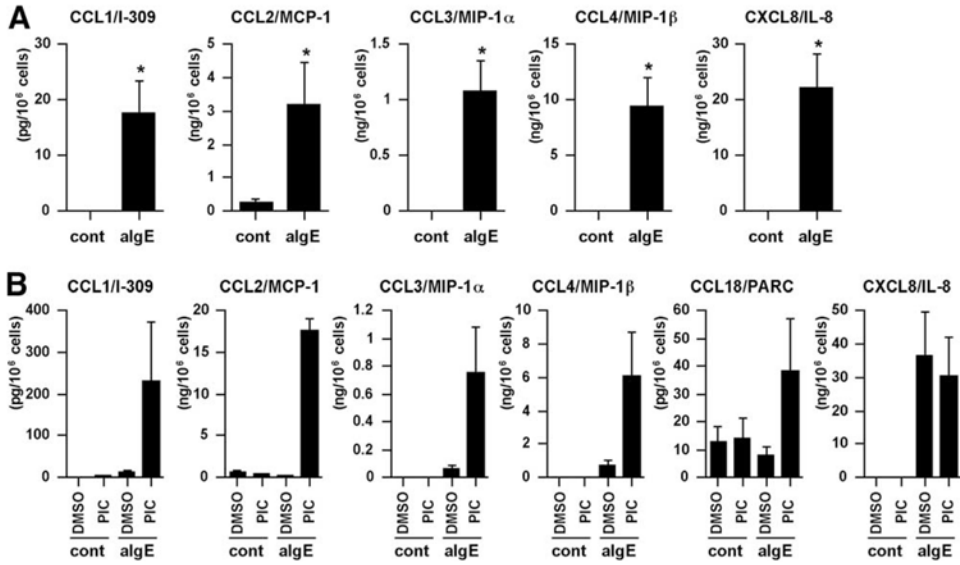 A
CCL1/I-309 CCL2/MCP-1 CCL3/MIP-1α CCL4/MIP-1β CXCL8/IL-8
(pg/10⁶ cells) 30 20 10 0
(ng/10⁶ cells) 6 5 4 3 2 1 0
(ng/10⁶ cells) 1.5 1 0.5 0
(ng/10⁶ cells) 15 10 5 0
(ng/10⁶ cells) 30 20 10 0
* * * * *
cont algE cont algE cont algE cont algE cont algE
B
CCL1/I-309 CCL2/MCP-1 CCL3/MIP-1α CCL4/MIP-1β CCL18/PARC CXCL8/IL-8
(pg/10⁶ cells) 400 300 200 100 0
(ng/10⁶ cells) 20 15 10 5 0
(ng/10⁶ cells) 1.2 1 0.8 0.6 0.4 0.2 0
(ng/10⁶ cells) 10 8 6 4 2 0
(pg/10⁶ cells) 60 50 40 30 20 10 0
(ng/10⁶ cells) 50 40 30 20 10 0
DMSO PIC DMSO PIC DMSO PIC DMSO PIC DMSO PIC DMSO PIC DMSO PIC DMSO PIC DMSO PIC DMSO PIC DMSO PIC DMSO PIC
cont algE cont algE cont algE cont algE cont algE cont algE